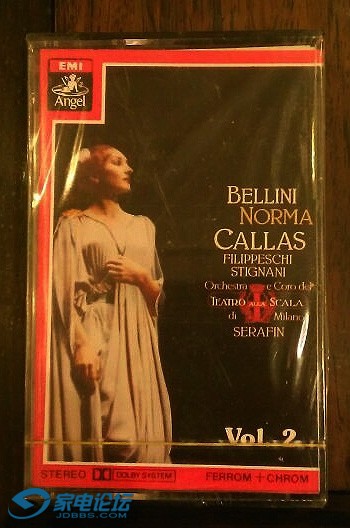 EMI
Angel
BELLINI
NORMA
CALLAS
FILIPPESCHI
STIGNANI
Orchestra e Coro del
TEATRO ALLA SCALA
di Milano
SERAFIN
Vol. 2
STEREO DOLBY SYSTEM FERROM + CHROM
家电论坛
JDBBS.COM